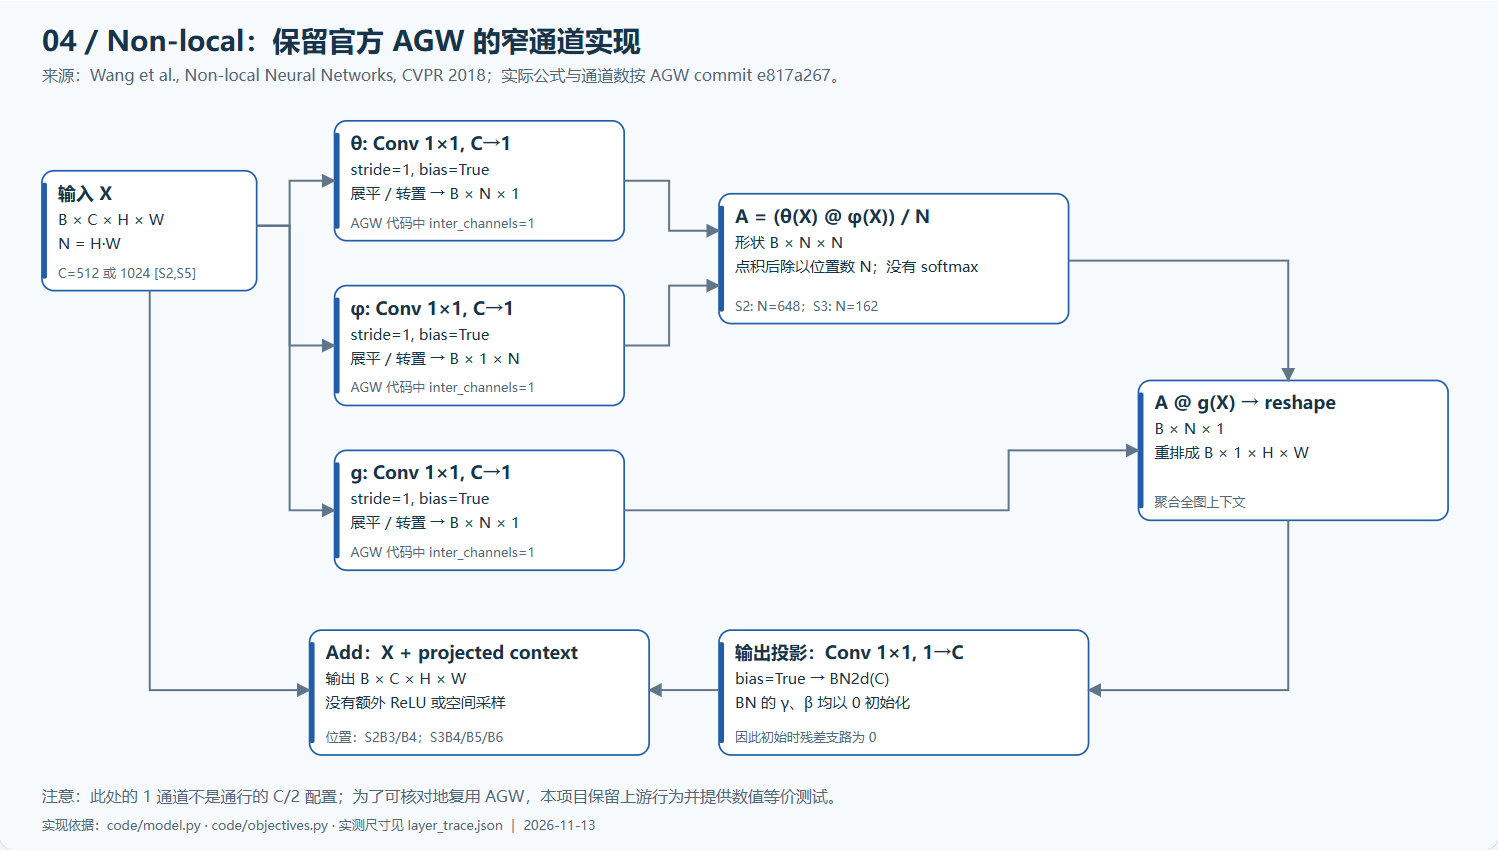 04 / Non-local：保留官方 AGW 的窄通道实现
来源：Wang et al., Non-local Neural Networks, CVPR 2018；实际公式与通道数按 AGW commit e817a267。
输入 X
B × C × H × W
N = H·W
C=512 或 1024 [S2,S5]
θ: Conv 1×1, C→1
stride=1, bias=True
展平 / 转置 → B × N × 1
AGW 代码中 inter_channels=1
φ: Conv 1×1, C→1
stride=1, bias=True
展平 / 转置 → B × 1 × N
AGW 代码中 inter_channels=1
g: Conv 1×1, C→1
stride=1, bias=True
展平 / 转置 → B × N × 1
AGW 代码中 inter_channels=1
A = (θ(X) @ φ(X)) / N
形状 B × N × N
点积后除以位置数 N；没有 softmax
S2: N=648；S3: N=162
A @ g(X) → reshape
B × N × 1
重排成 B × 1 × H × W
聚合全图上下文
Add：X + projected context
输出 B × C × H × W
没有额外 ReLU 或空间采样
位置：S2B3/B4；S3B4/B5/B6
输出投影：Conv 1×1, 1→C
bias=True → BN2d(C)
BN 的 γ、β 均以 0 初始化
因此初始时残差支路为 0
注意：此处的 1 通道不是通行的 C/2 配置；为了可核对地复用 AGW，本项目保留上游行为并提供数值等价测试。
实现依据：code/model.py · code/objectives.py · 实测尺寸见 layer_trace.json ｜ 2026-11-13